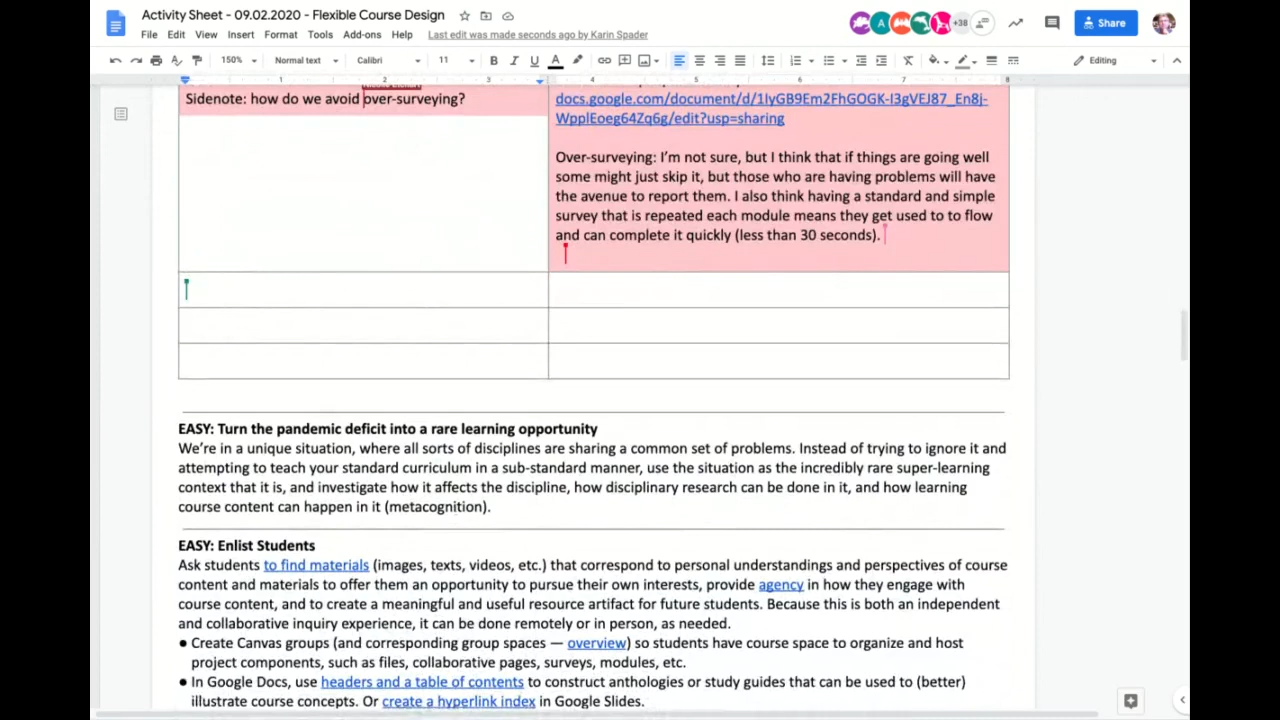 Activity Sheet - 09.02.2020 - Flexible Course Design
A
+38
Share
File Edit View Insert Format Tools Add-ons Help Last edit was made seconds ago by Karin Spader
150% Normal text Calibri 11 B I U A Editing
1 2 4 5 6 7 8
Sidenote: how do we avoid over-surveying?
docs.google.com/document/d/1IyGB9Em2FhGOGK-I3gVEJ87_En8j-
WpplEoeg64Zq6g/edit?usp=sharing
Over-surveying: I’m not sure, but I think that if things are going well
some might just skip it, but those who are having problems will have
the avenue to report them. I also think having a standard and simple
survey that is repeated each module means they get used to to flow
and can complete it quickly (less than 30 seconds).
EASY: Turn the pandemic deficit into a rare learning opportunity
We’re in a unique situation, where all sorts of disciplines are sharing a common set of problems. Instead of trying to ignore it and
attempting to teach your standard curriculum in a sub-standard manner, use the situation as the incredibly rare super-learning
context that it is, and investigate how it affects the discipline, how disciplinary research can be done in it, and how learning
course content can happen in it (metacognition).
EASY: Enlist Students
Ask students to find materials (images, texts, videos, etc.) that correspond to personal understandings and perspectives of course
content and materials to offer them an opportunity to pursue their own interests, provide agency in how they engage with
course content, and to create a meaningful and useful resource artifact for future students. Because this is both an independent
and collaborative inquiry experience, it can be done remotely or in person, as needed.
● Create Canvas groups (and corresponding group spaces — overview) so students have course space to organize and host
project components, such as files, collaborative pages, surveys, modules, etc.
● In Google Docs, use headers and a table of contents to construct anthologies or study guides that can be used to (better)
illustrate course concepts. Or create a hyperlink index in Google Slides.